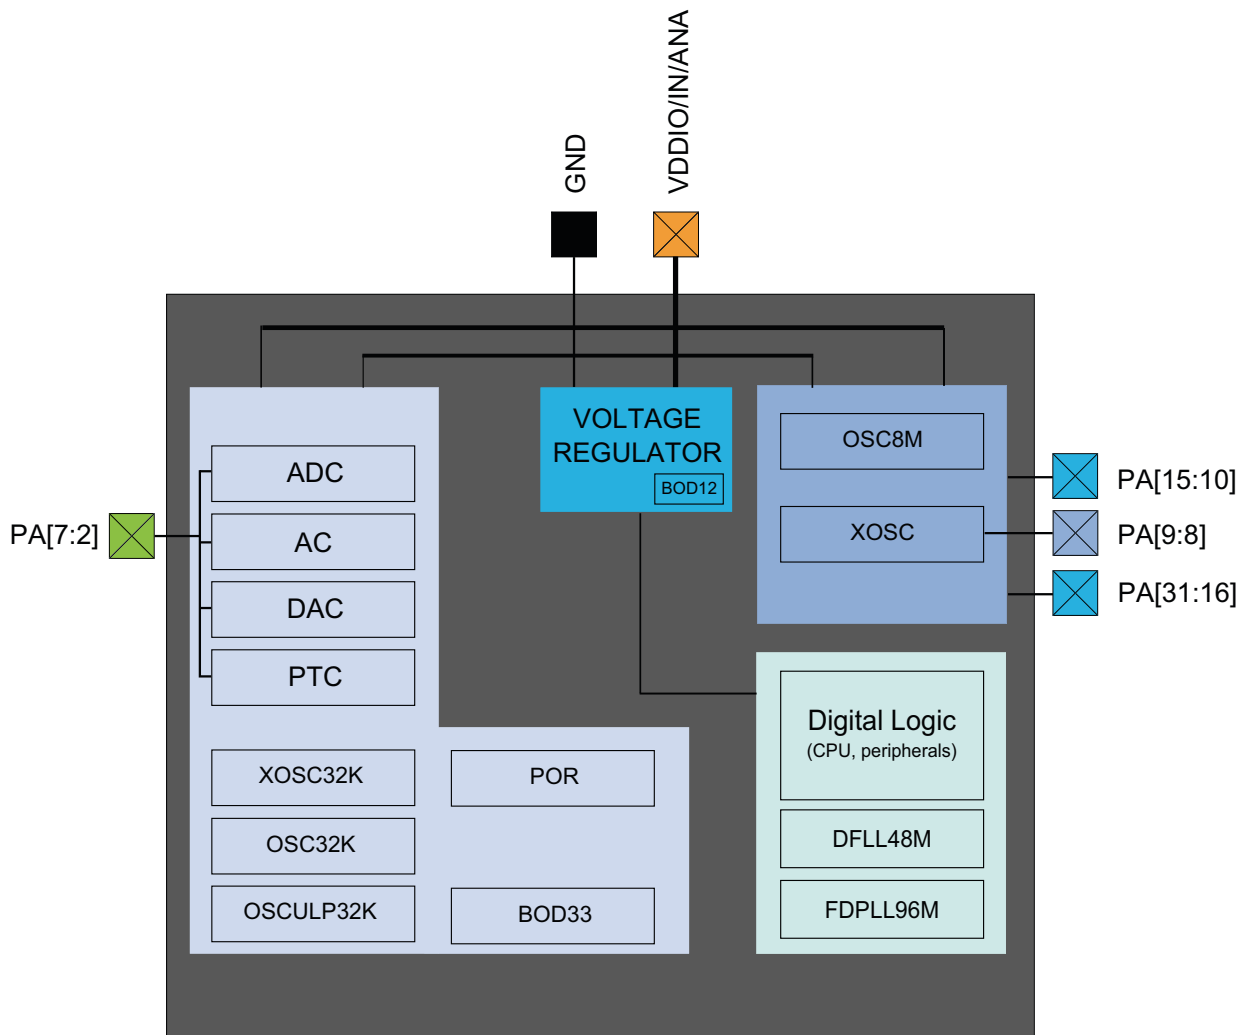 GND
VDDIO/IN/ANA
VOLTAGE
REGULATOR
BOD12
OSC8M
XOSC
PA[15:10]
PA[9:8]
PA[31:16]
PA[7:2]
ADC
AC
DAC
PTC
XOSC32K
OSC32K
OSCULP32K
POR
BOD33
Digital Logic
(CPU, peripherals)
DFLL48M
FDPLL96M